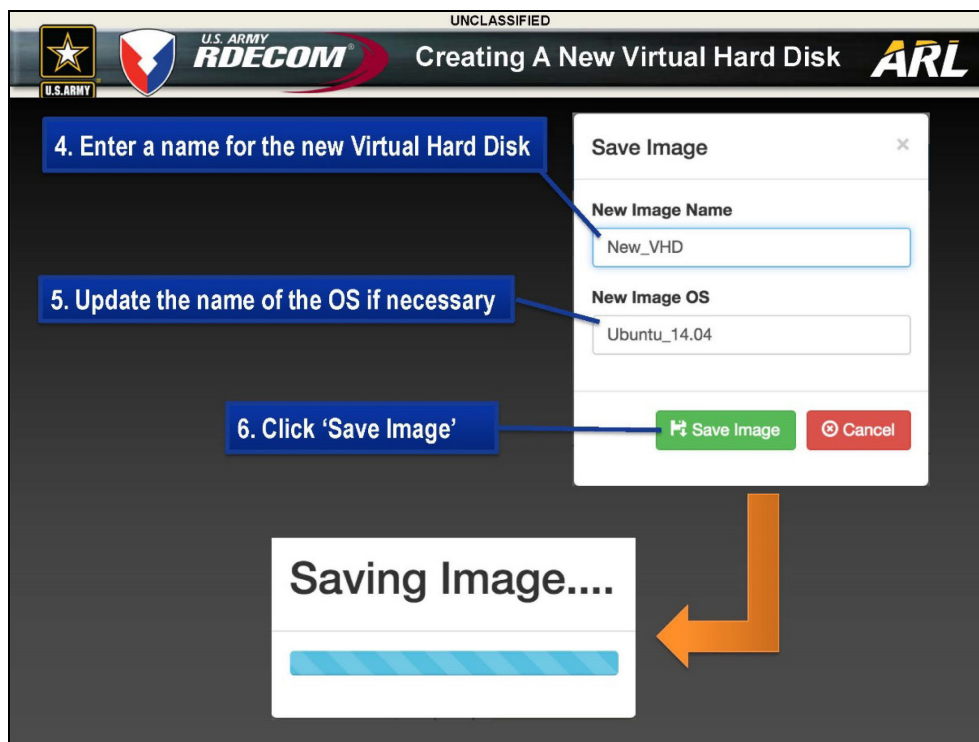 UNCLASSIFIED
U.S.ARMY
U.S. ARMY
RDECOM®
Creating A New Virtual Hard Disk
ARL
4. Enter a name for the new Virtual Hard Disk
Save Image ×
New Image Name
New_VHD
5. Update the name of the OS if necessary
New Image OS
Ubuntu_14.04
6. Click ‘Save Image’
Save Image
Cancel
Saving Image....